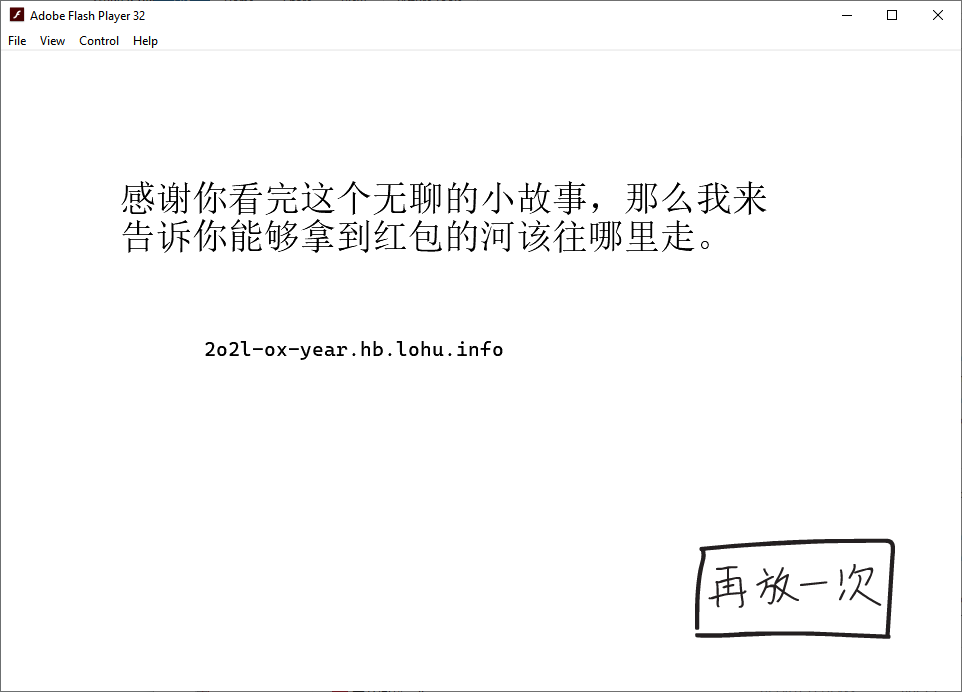 Adobe Flash Player 32
File View Control Help
感谢你看完这个无聊的小故事，那么我来
告诉你能够拿到红包的河该往哪里走。
2o2l-ox-year.hb.lohu.info
再放一次